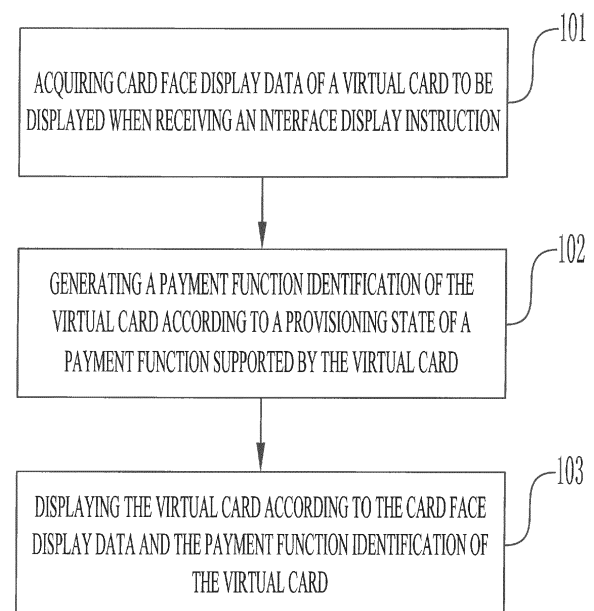 101
ACQUIRING CARD FACE DISPLAY DATA OF A VIRTUAL CARD TO BE
DISPLAYED WHEN RECEIVING AN INTERFACE DISPLAY INSTRUCTION
102
GENERATING A PAYMENT FUNCTION IDENTIFICATION OF THE
VIRTUAL CARD ACCORDING TO A PROVISIONING STATE OF A
PAYMENT FUNCTION SUPPORTED BY THE VIRTUAL CARD
103
DISPLAYING THE VIRTUAL CARD ACCORDING TO THE CARD FACE
DISPLAY DATA AND THE PAYMENT FUNCTION IDENTIFICATION OF
THE VIRTUAL CARD